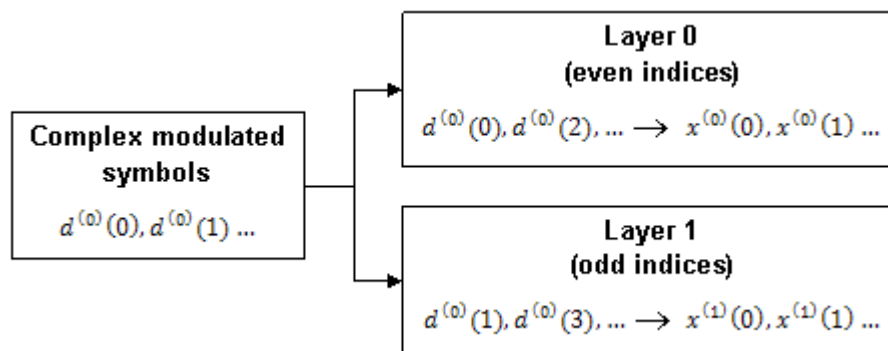 Complex modulated
symbols
d⁽⁰⁾(0), d⁽⁰⁾(1) ...
Layer 0
(even indices)
d⁽⁰⁾(0), d⁽⁰⁾(2), ... → x⁽⁰⁾(0), x⁽⁰⁾(1) ...
Layer 1
(odd indices)
d⁽⁰⁾(1), d⁽⁰⁾(3), ... → x⁽¹⁾(0), x⁽¹⁾(1) ...